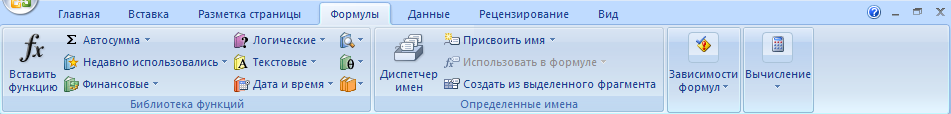 Главная Вставка Разметка страницы Формулы Данные Рецензирование Вид
fx Вставить функцию
Σ Автосумма
Недавно использовались
Финансовые
Логические
Текстовые
Дата и время
θ
Библиотека функций
Диспетчер имен
Присвоить имя
fx Использовать в формуле
Создать из выделенного фрагмента
Определенные имена
Зависимости формул
Вычисление